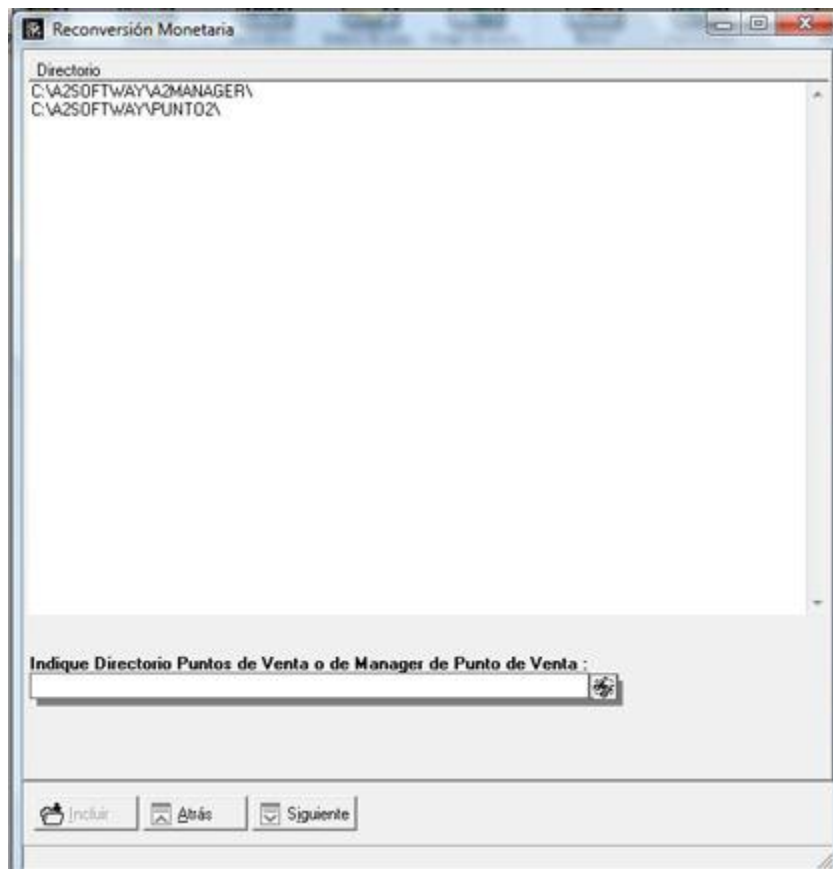 Reconversión Monetaria
Directorio
C:\A2SOFTWAY\A2MANAGER\
C:\A2SOFTWAY\PUNTO2\
Indique Directorio Puntos de Venta o de Manager de Punto de Venta :
Incluir
Atrás
Siguiente